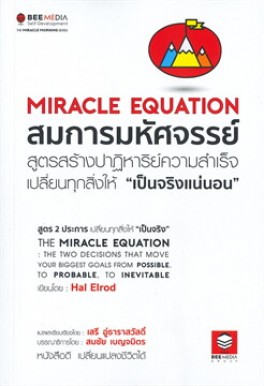 BEE MEDIA
Self-Development
THE MIRACLE MORNING SERIES
MIRACLE EQUATION
สมการมหัศจรรย์
สูตรสร้างปาฏิหาริย์ความสำเร็จ
เปลี่ยนทุกสิ่งให้ “เป็นจริงแน่นอน”
สูตร 2 ประการ เปลี่ยนทุกสิ่งให้ “เป็นจริง”
THE MIRACLE EQUATION
: THE TWO DECISIONS THAT MOVE
YOUR BIGGEST GOALS FROM POSSIBLE,
TO PROBABLE, TO INEVITABLE
เขียนโดย : Hal Elrod
แปลและเรียบเรียงโดย : เสรี อู่ธาราสวัสดิ์
บรรณาธิการโดย : สมชัย เบญจมิตร
หนังสือดี เปลี่ยนแปลงชีวิตได้
BEE MEDIA
GROUP